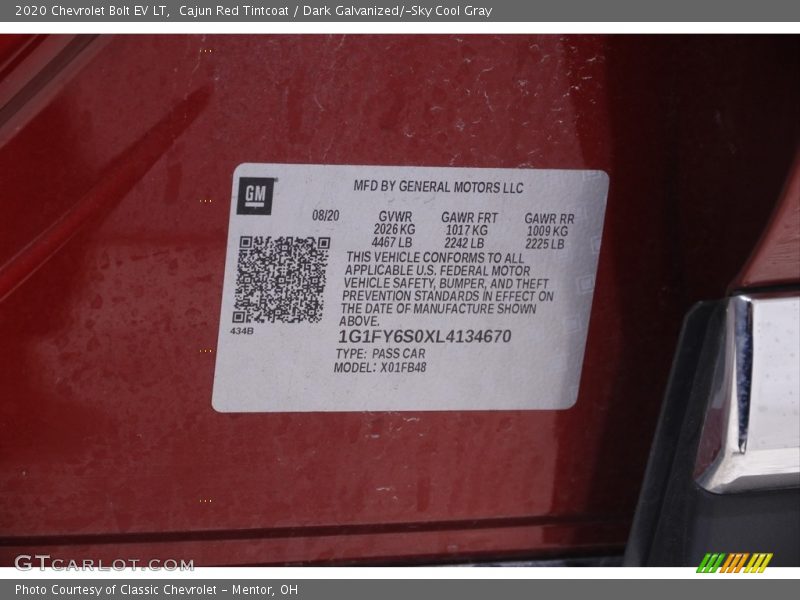 2020 Chevrolet Bolt EV LT,  Cajun Red Tintcoat / Dark Galvanized/-Sky Cool Gray
GM
MFD BY GENERAL MOTORS LLC
08/20 GVWR GAWR FRT GAWR RR
2026 KG 1017 KG 1009 KG
4467 LB 2242 LB 2225 LB
THIS VEHICLE CONFORMS TO ALL
APPLICABLE U.S. FEDERAL MOTOR
VEHICLE SAFETY, BUMPER, AND THEFT
PREVENTION STANDARDS IN EFFECT ON
THE DATE OF MANUFACTURE SHOWN
ABOVE.
434B
1G1FY6S0XL4134670
TYPE: PASS CAR
MODEL: X01FB48
GTCARLOT.COM
Photo Courtesy of Classic Chevrolet - Mentor, OH